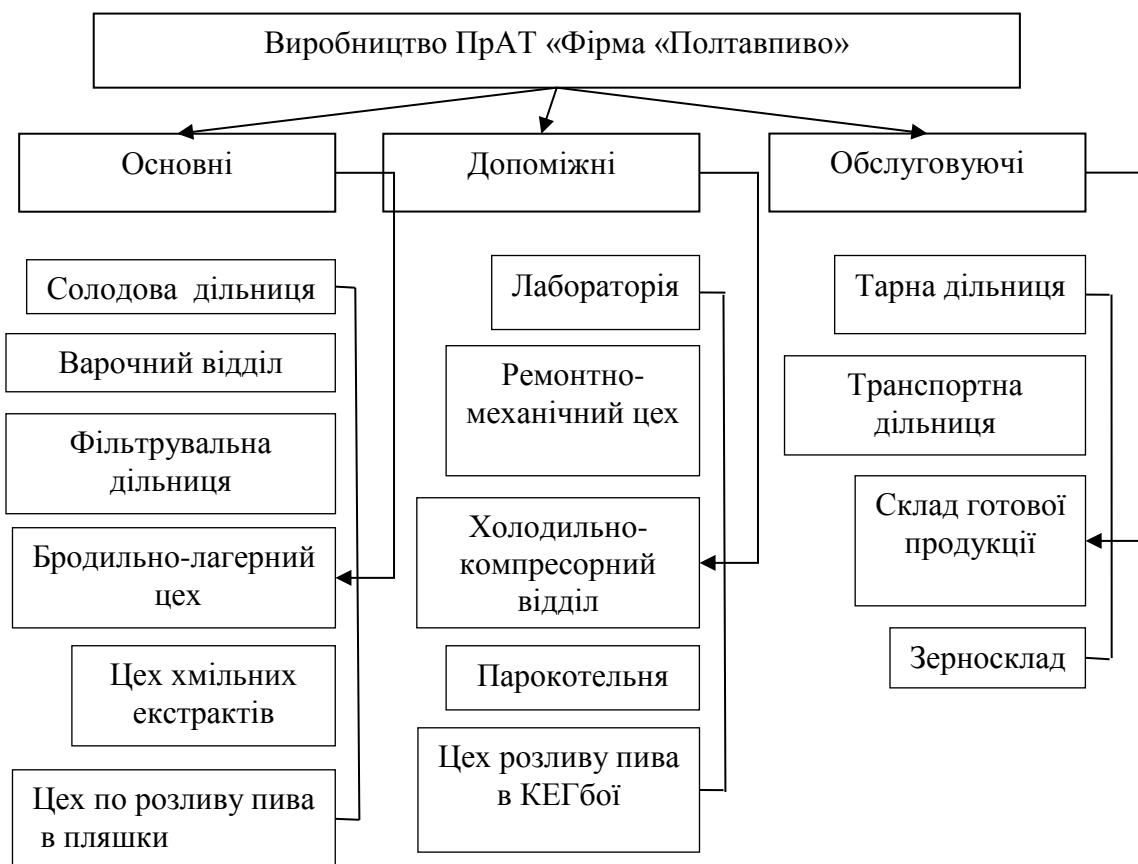 Виробництво ПрАТ «Фірма «Полтавпиво»
Основні
Допоміжні
Обслуговуючі
Солодова дільниця
Варочний відділ
Фільтрувальна
дільниця
Бродильно-лагерний
цех
Цех хмільних
екстрактів
Цех по розливу пива
в пляшки
Лабораторія
Ремонтно-
механічний цех
Холодильно-
компресорний
відділ
Парокотельня
Цех розливу пива
в КЕГбої
Тарна дільниця
Транспортна
дільниця
Склад готової
продукції
Зерносклад